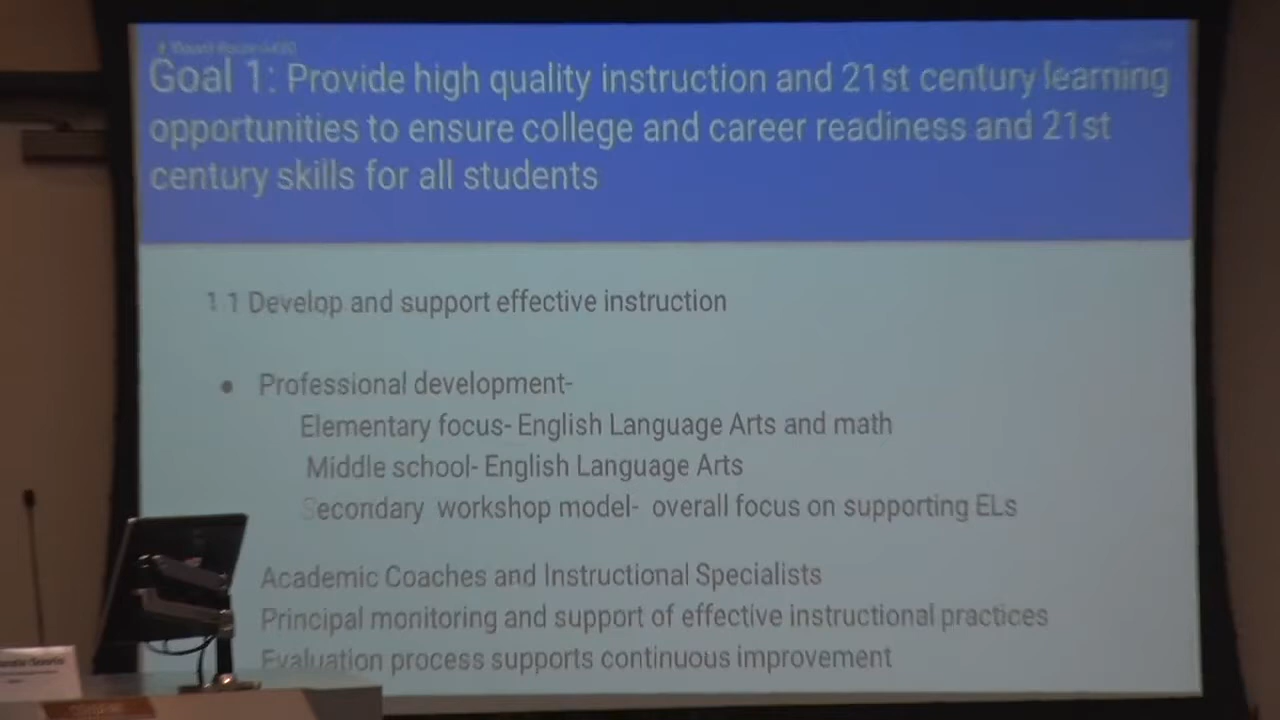 Goal 1: Provide high quality instruction and 21st century learning
opportunities to ensure college and career readiness and 21st
century skills for all students
1 1 Develop and support effective instruction
● Professional development-
Elementary focus- English Language Arts and math
Middle school- English Language Arts
Secondary workshop model- overall focus on supporting ELs
Academic Coaches and Instructional Specialists
Principal monitoring and support of effective instructional practices
Evaluation process supports continuous improvement